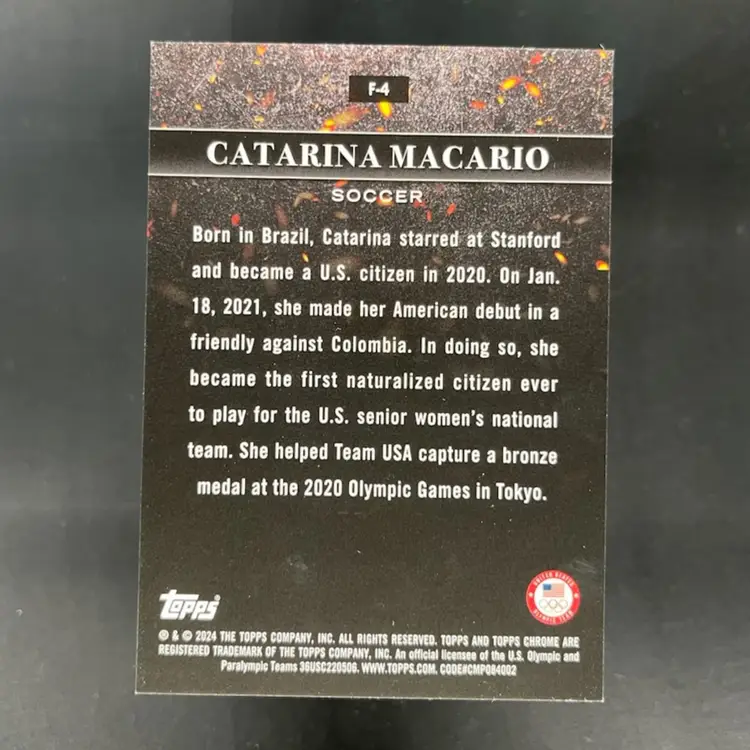 F-4
CATARINA MACARIO
SOCCER
Born in Brazil, Catarina starred at Stanford
and became a U.S. citizen in 2020. On Jan.
18, 2021, she made her American debut in a
friendly against Colombia. In doing so, she
became the first naturalized citizen ever
to play for the U.S. senior women's national
team. She helped Team USA capture a bronze
medal at the 2020 Olympic Games in Tokyo.
topps
UNITED STATES
OLYMPIC TEAM
® & © 2024 THE TOPPS COMPANY, INC. ALL RIGHTS RESERVED. TOPPS AND TOPPS CHROME ARE
REGISTERED TRADEMARK OF THE TOPPS COMPANY, INC. An official licensee of the U.S. Olympic and
Paralympic Teams 36USC220506. WWW.TOPPS.COM. CODE#CMP084002